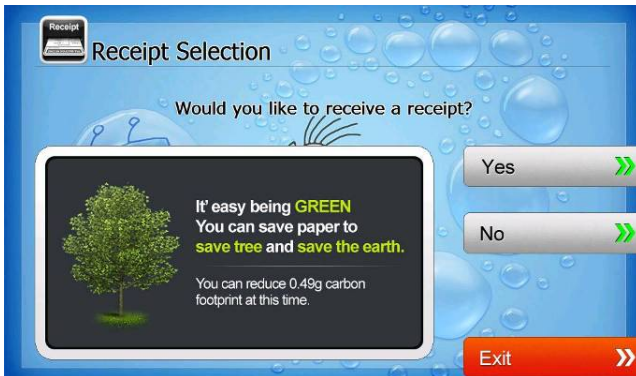 Receipt
Receipt Selection
Would you like to receive a receipt?
It' easy being GREEN
You can save paper to
save tree and save the earth.
You can reduce 0.49g carbon
footprint at this time.
Yes
No
Exit